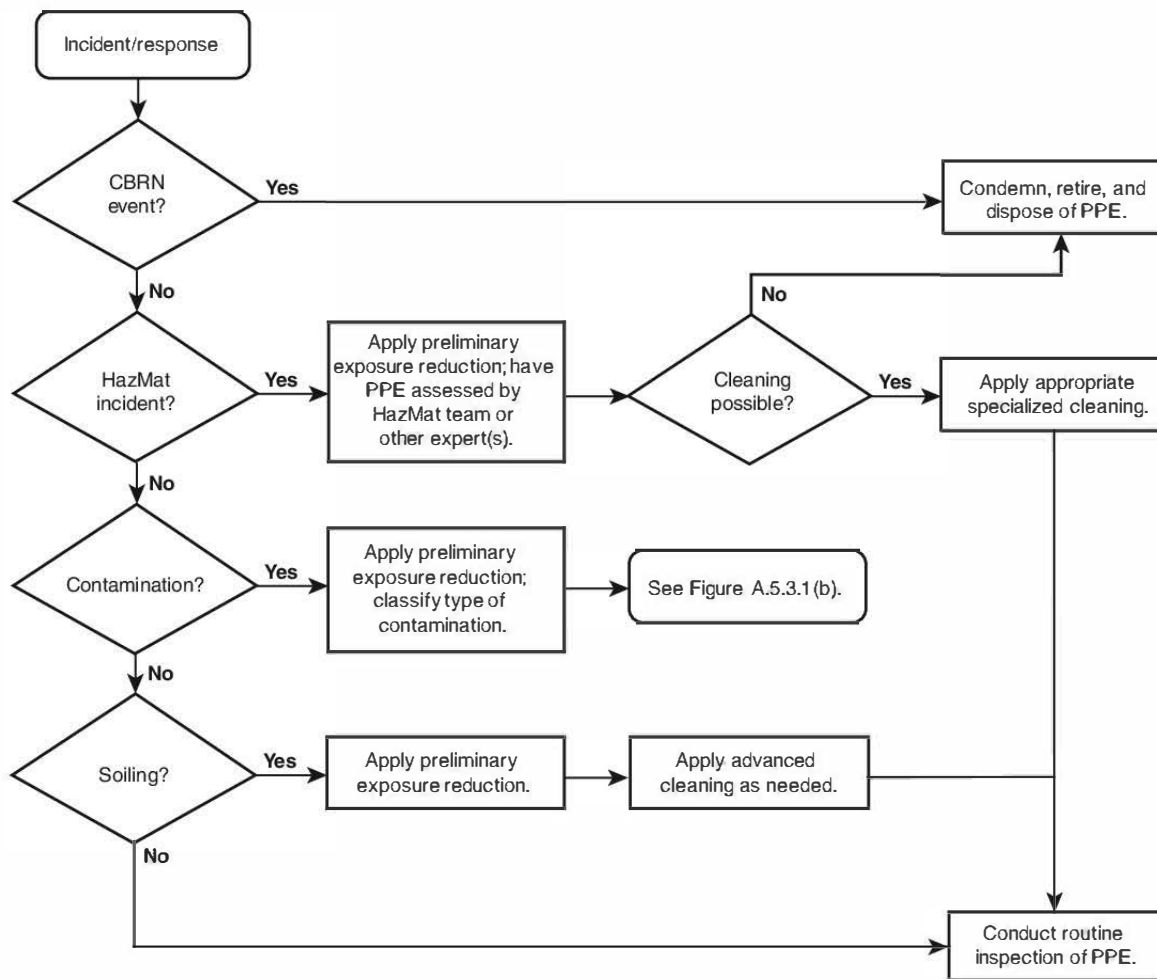 Incident/response
CBRN
event?
Yes
Condemn, retire, and
dispose of PPE.
No
HazMat
incident?
Yes
Apply preliminary
exposure reduction; have
PPE assessed by
HazMat team or
other expert(s).
Cleaning
possible?
No
Yes
Apply appropriate
specialized cleaning.
No
Contamination?
Yes
Apply preliminary
exposure reduction;
classify type of
contamination.
See Figure A.5.3.1(b).
No
Soiling?
Yes
Apply preliminary
exposure reduction.
Apply advanced
cleaning as needed.
No
Conduct routine
inspection of PPE.